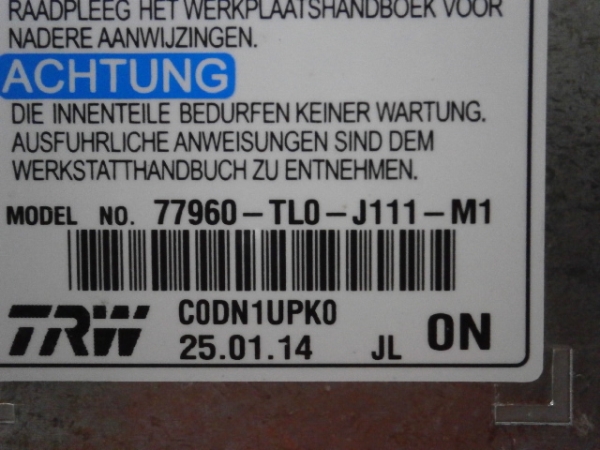 RAADPLEEG HET WERKPLAATSHANDBOEK VOOR
NADERE AANWIJZINGEN.
ACHTUNG
DIE INNENTEILE BEDURFEN KEINER WARTUNG.
AUSFUHRLICHE ANWEISUNGEN SIND DEM
WERKSTATTHANDBUCH ZU ENTNEHMEN.
MODEL NO. 77960-TL0-J111-M1
TRW C0DN1UPK0
25.01.14 JL 0N